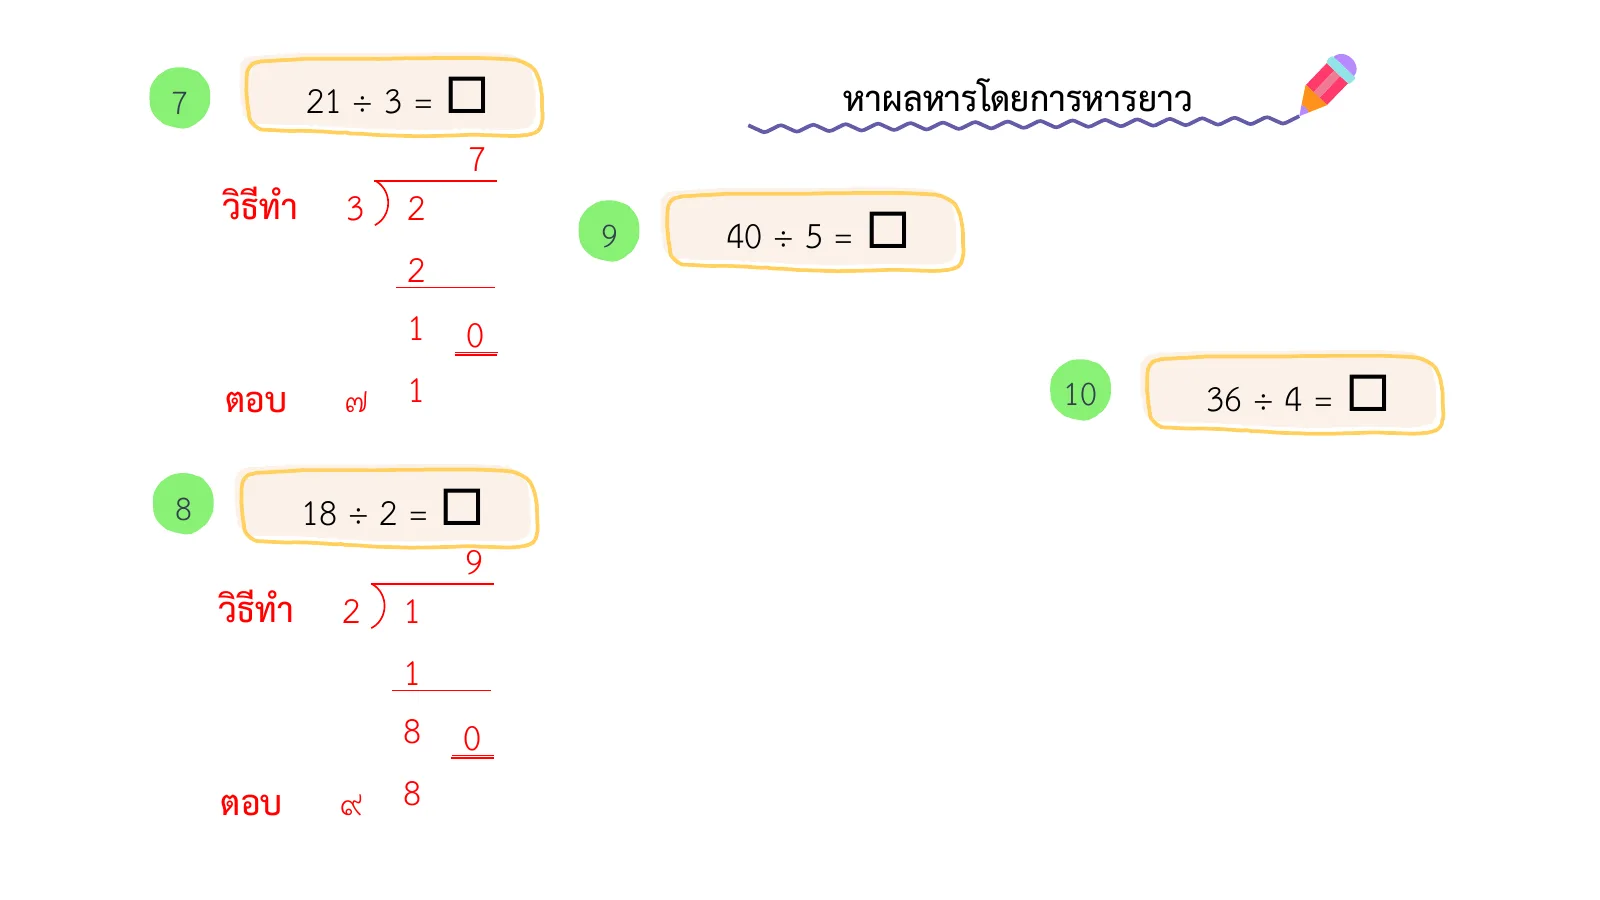 หาผลหารโดยการหารยาว
7
21 ÷ 3 = □
7
วิธีทำ 3 2
2
1 0
ตอบ ๗ 1
8
18 ÷ 2 = □
9
วิธีทำ 2 1
1
8 0
ตอบ ๙ 8
9
40 ÷ 5 = □
10
36 ÷ 4 = □